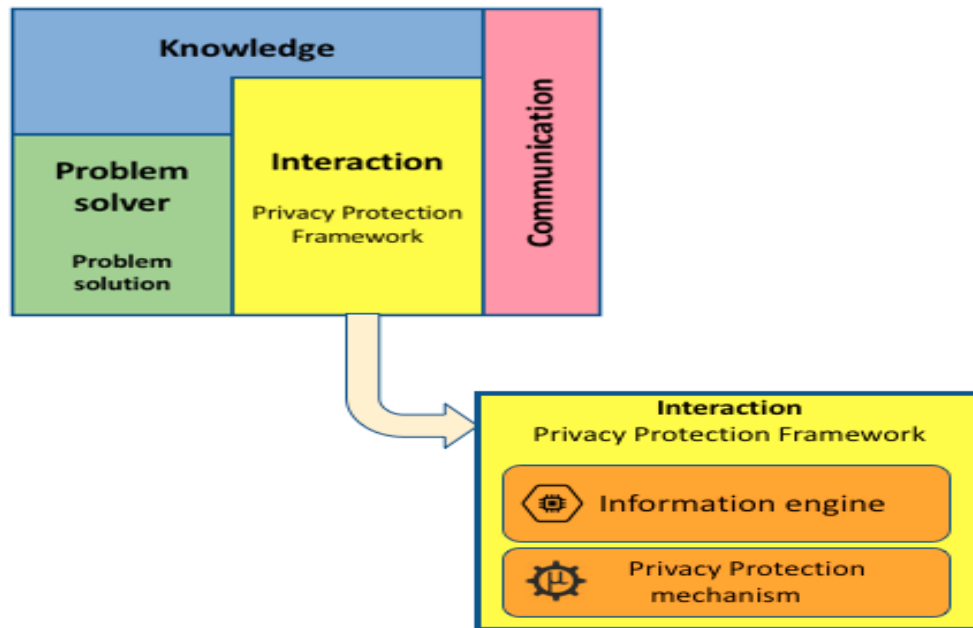 Knowledge
Problem
solver
Problem
solution
Interaction
Privacy Protection
Framework
Communication
Interaction
Privacy Protection Framework
Information engine
μ
Privacy Protection
mechanism